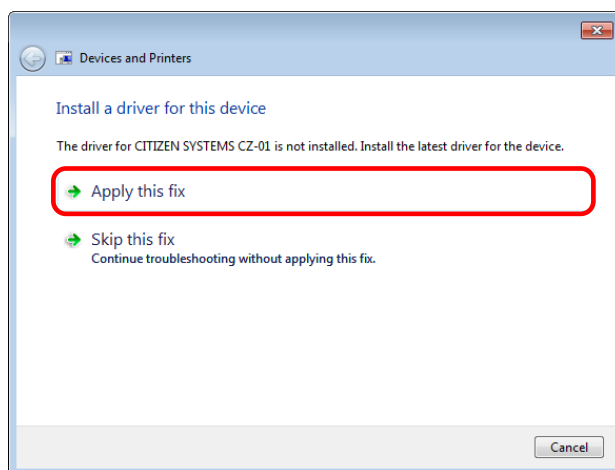 Devices and Printers
Install a driver for this device
The driver for CITIZEN SYSTEMS CZ-01 is not installed. Install the latest driver for the device.
Apply this fix
Skip this fix
Continue troubleshooting without applying this fix.
Cancel